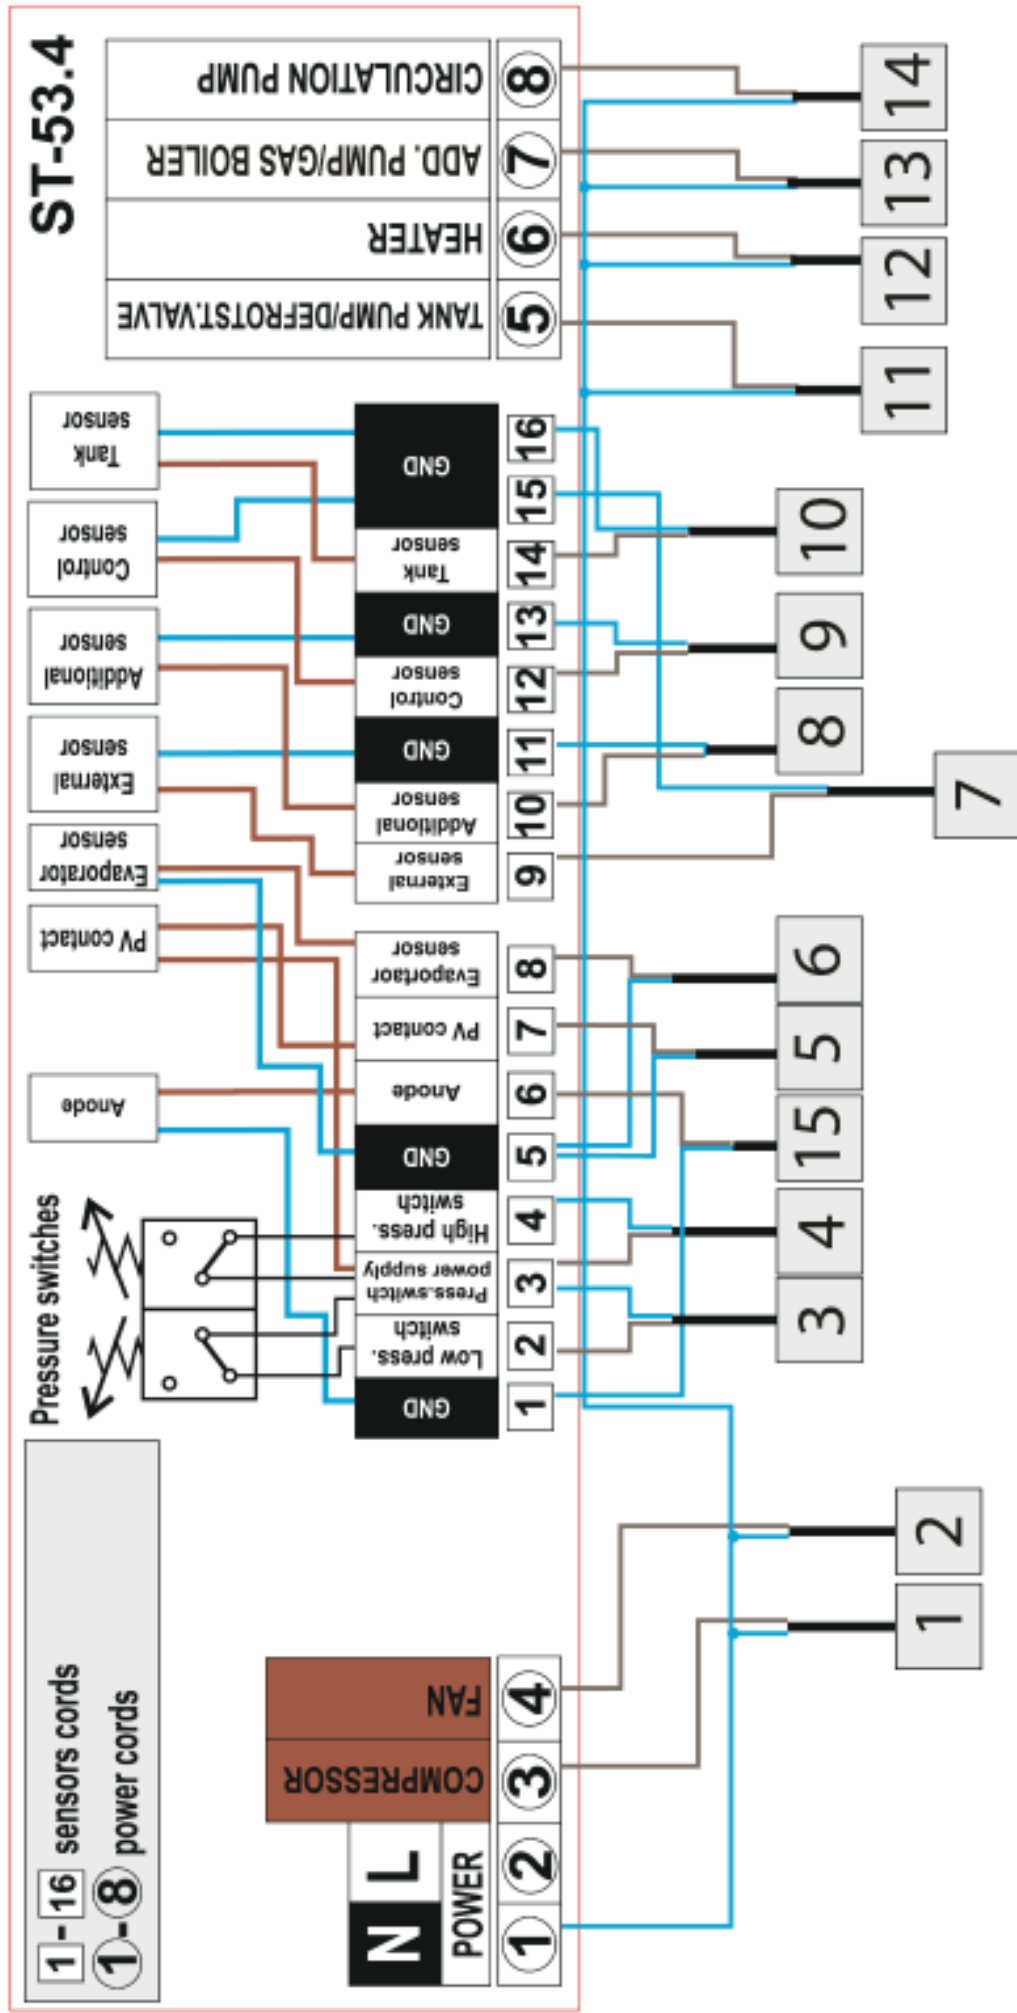 ST-53.4
1 - 16 sensors cords
1 - 8 power cords
Pressure switches
Anode
PV contact
Evaporator
sensor
External
sensor
Additional
sensor
Control
sensor
Tank
sensor
N L
POWER
COMPRESSOR
FAN
1 2 3 4
GND
Low press.
switch
Press.switch
power supply
High press.
switch
GND
Anode
PV contact
Evaportaor
sensor
1 2 3 4 5 6 7 8
External
sensor
Additional
sensor
GND
Control
sensor
GND
Tank
sensor
GND
9 10 11 12 13 14 15 16
TANK PUMP/DEFROTST.VALVE
HEATER
ADD. PUMP/GAS BOILER
CIRCULATION PUMP
5 6 7 8
3 4 15 5 6 8 9 10
11 12 13 14
1 2
7